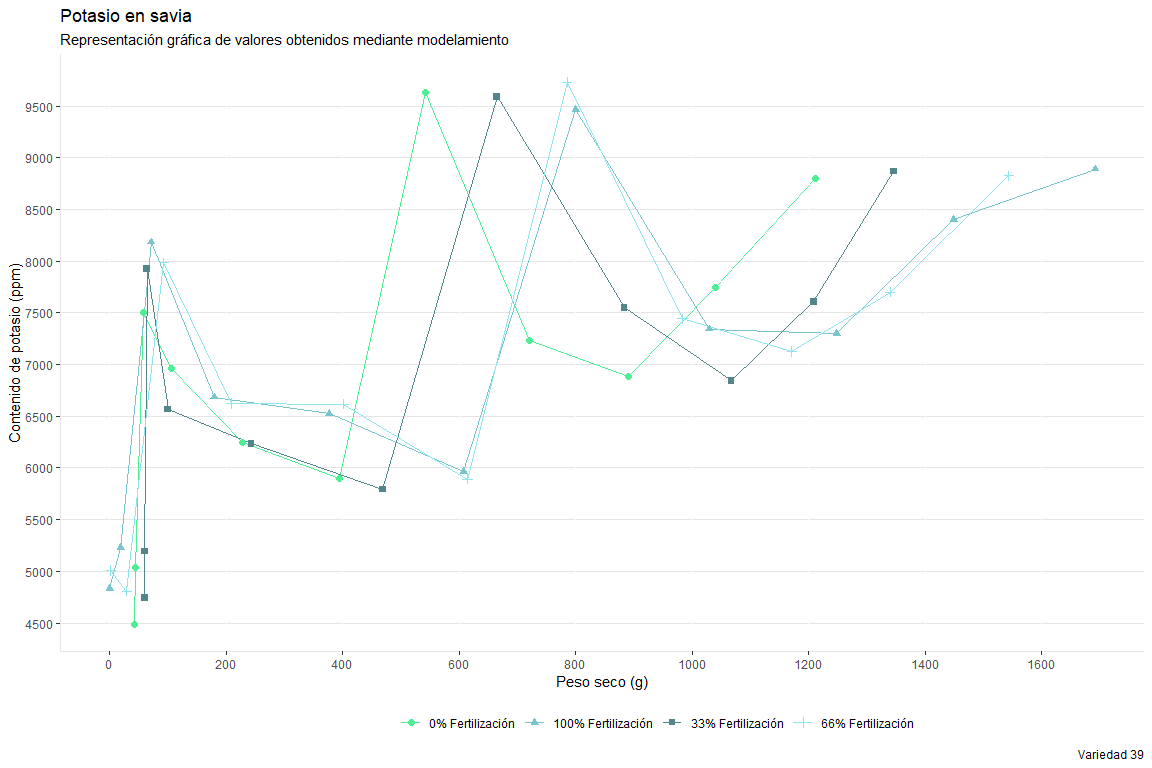 Potasio en savia
Representación gráfica de valores obtenidos mediante modelamiento
Contenido de potasio (ppm)
9500
9000
8500
8000
7500
7000
6500
6000
5500
5000
4500
0 200 400 600 800 1000 1200 1400 1600
Peso seco (g)
0% Fertilización 100% Fertilización 33% Fertilización 66% Fertilización
Variedad 39